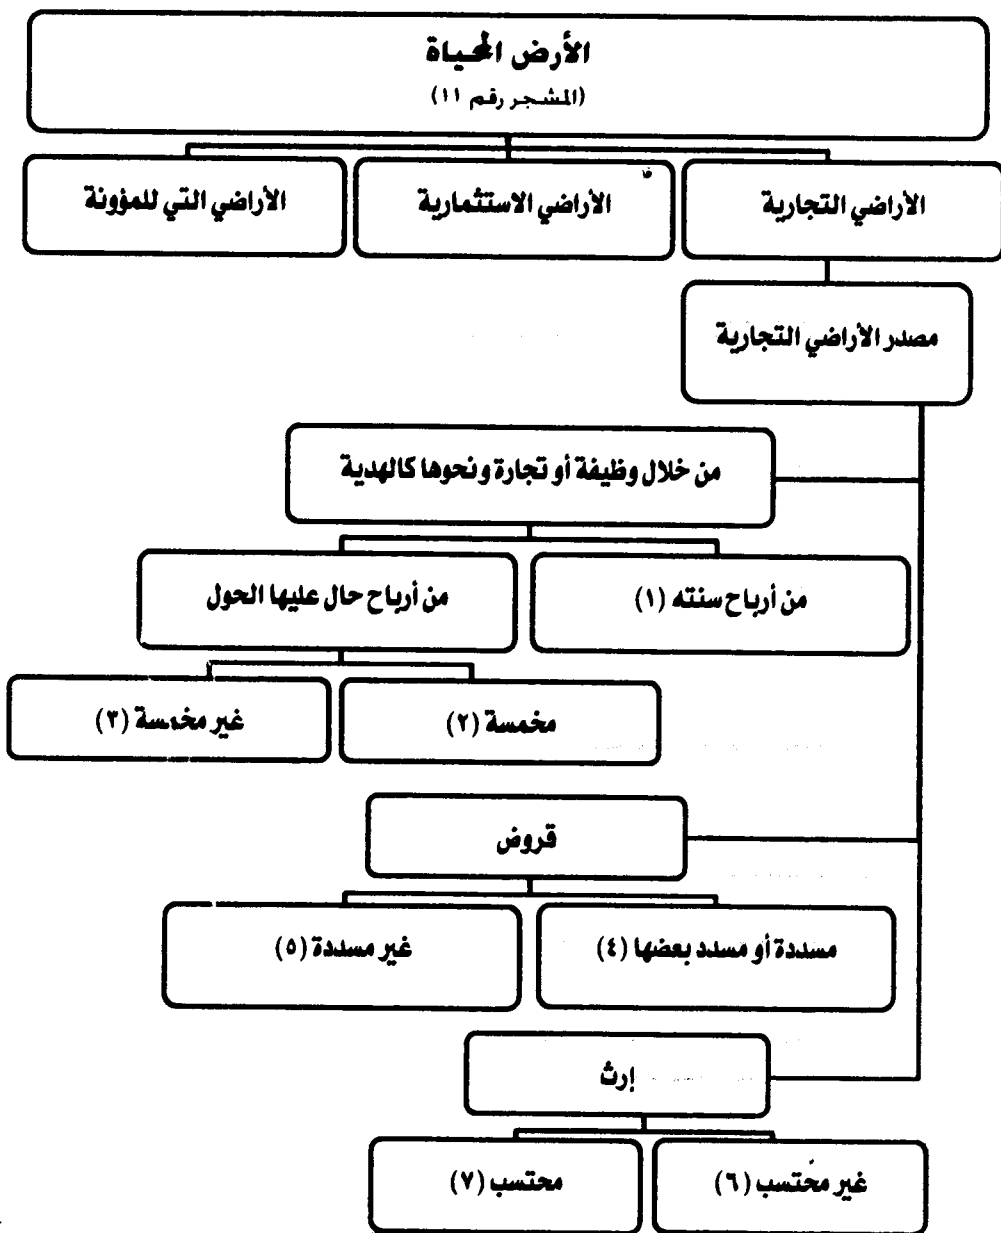 الأرض المحياة
(المشجر رقم ١١)
الأراضي التجارية
الأراضي الاستثمارية
الأراضي التي للمؤونة
مصدر الأراضي التجارية
من خلال وظيفة أو تجارة ونحوها كالهدية
من أرباح سنته (١)
من أرباح حال عليها الحول
مخمسة (٢)
غير مخمسة (٣)
قروض
مسددة أو مسدد بعضها (٤)
غير مسددة (٥)
إرث
غير محتسب (٦)
محتسب (٧)